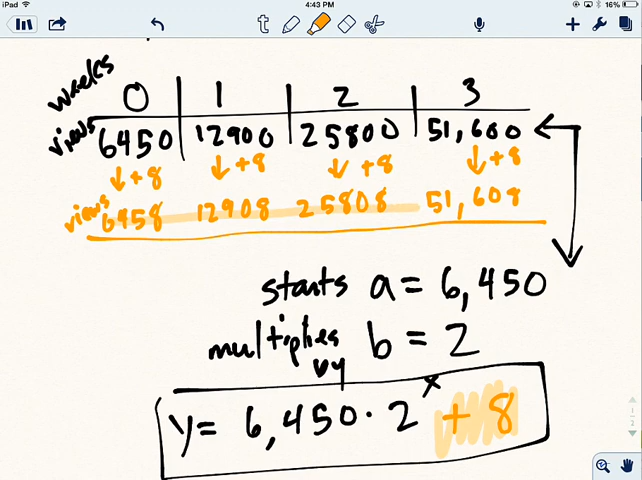 iPad 4:43 PM 16%
weeks 0 1 2 3
views 6450 12900 25800 51,600
↓+8 ↓+8 ↓+8 ↓+8
views 6458 12908 25808 51,608
starts a = 6,450
multiplies by b = 2
y = 6,450 · 2^x + 8